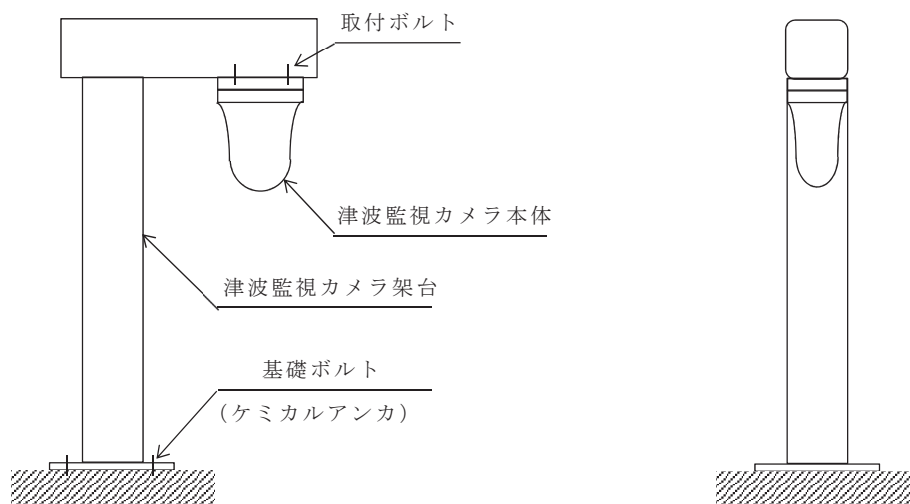 取付ボルト
津波監視カメラ本体
津波監視カメラ架台
基礎ボルト
(ケミカルアンカ)